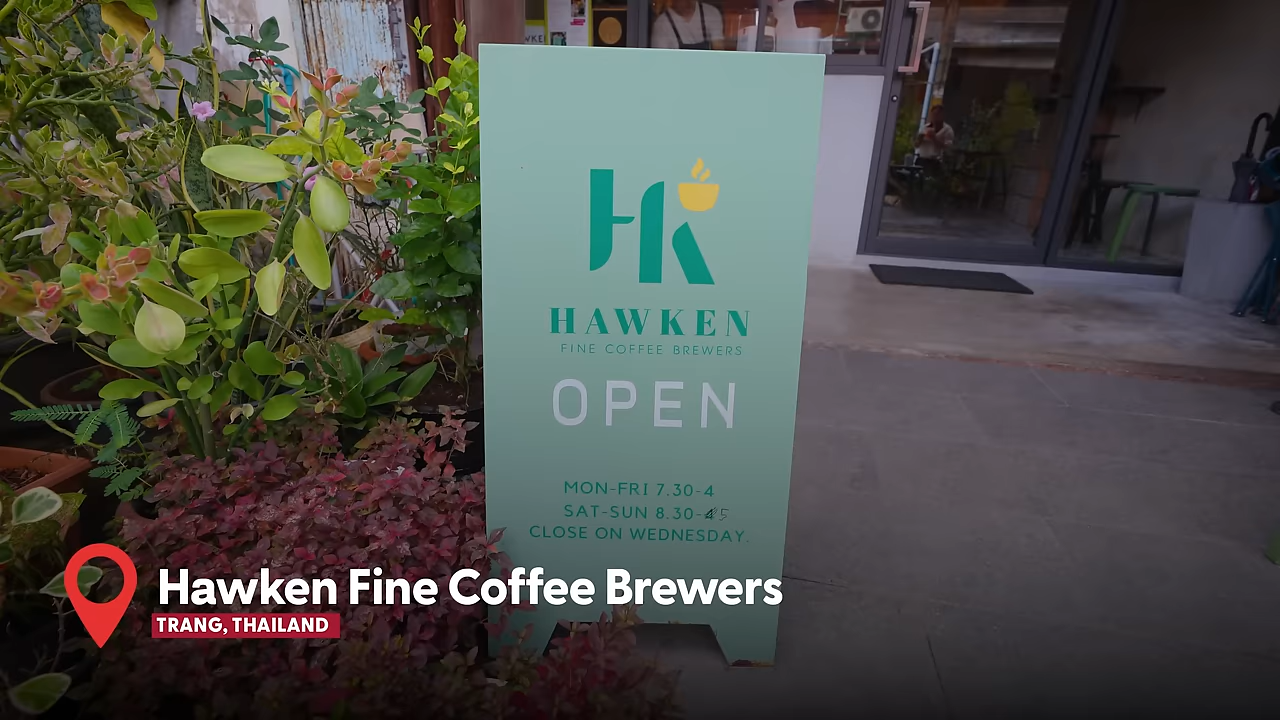 HK
HAWKEN
FINE COFFEE BREWERS
OPEN
MON-FRI 7.30-4
SAT-SUN 8.30-5
CLOSE ON WEDNESDAY.
Hawken Fine Coffee Brewers
TRANG, THAILAND